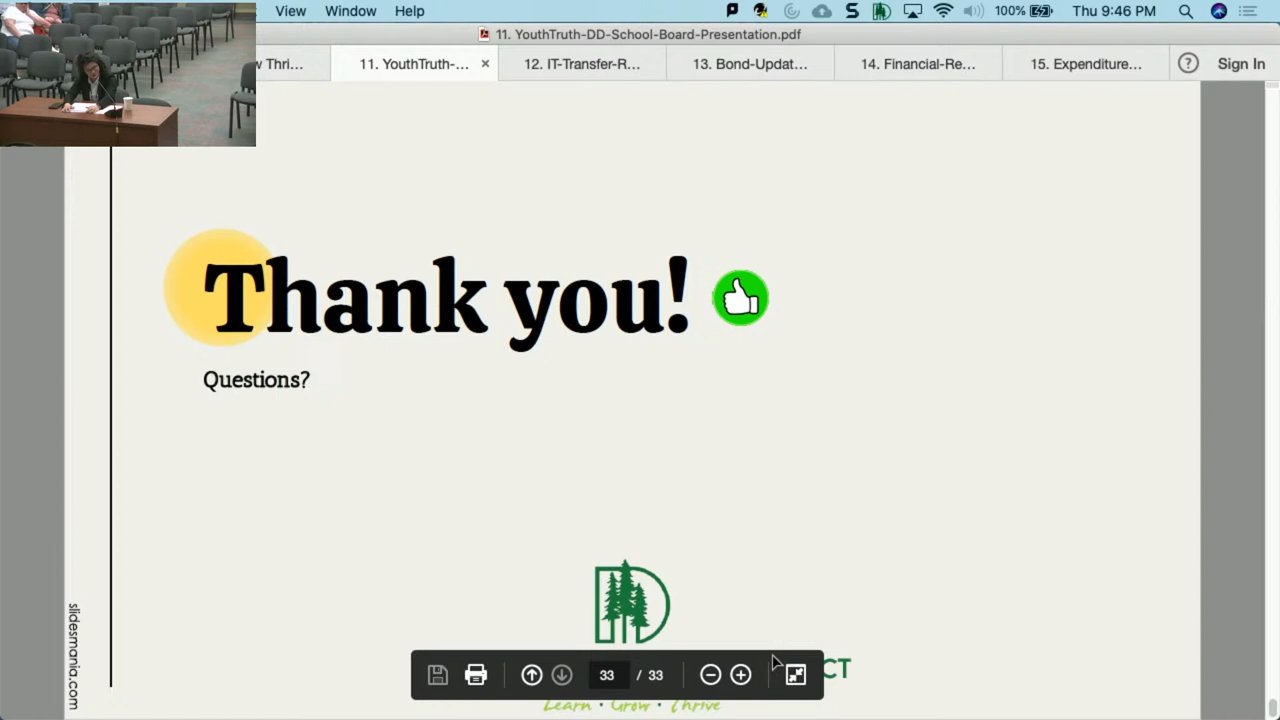 View Window Help 100% Thu 9:46 PM
11. YouthTruth-DD-School-Board-Presentation.pdf
w Thri... 11. YouthTruth-... × 12. IT-Transfer-R... 13. Bond-Updat... 14. Financial-Re... 15. Expenditure... ? Sign In
Thank you!
Questions?
slidesmania.com
33 / 33
CT
Learn · Grow · Thrive